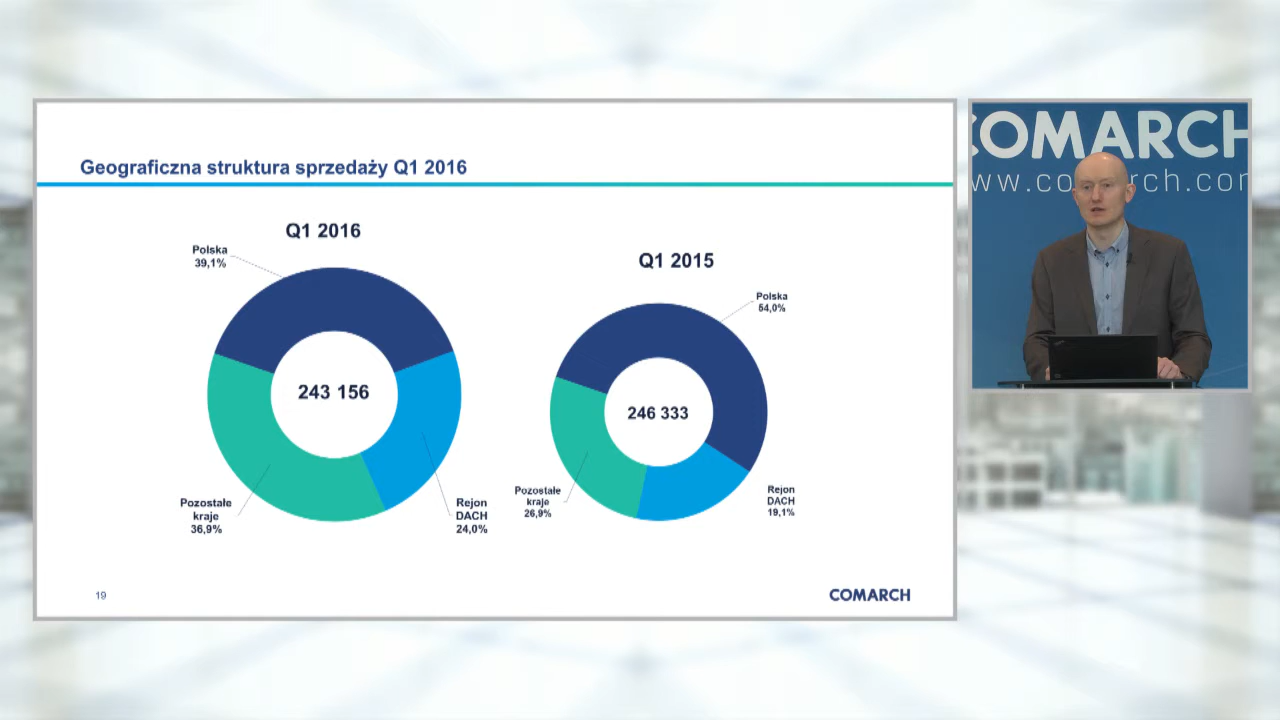 Geograficzna struktura sprzedaży Q1 2016
Q1 2016
Polska
39,1%
243 156
Pozostałe
kraje
36,9%
Rejon
DACH
24,0%
Q1 2015
Polska
54,0%
246 333
Pozostałe
kraje
26,9%
Rejon
DACH
19,1%
19
COMARCH
COMARCH
www.comarch.com